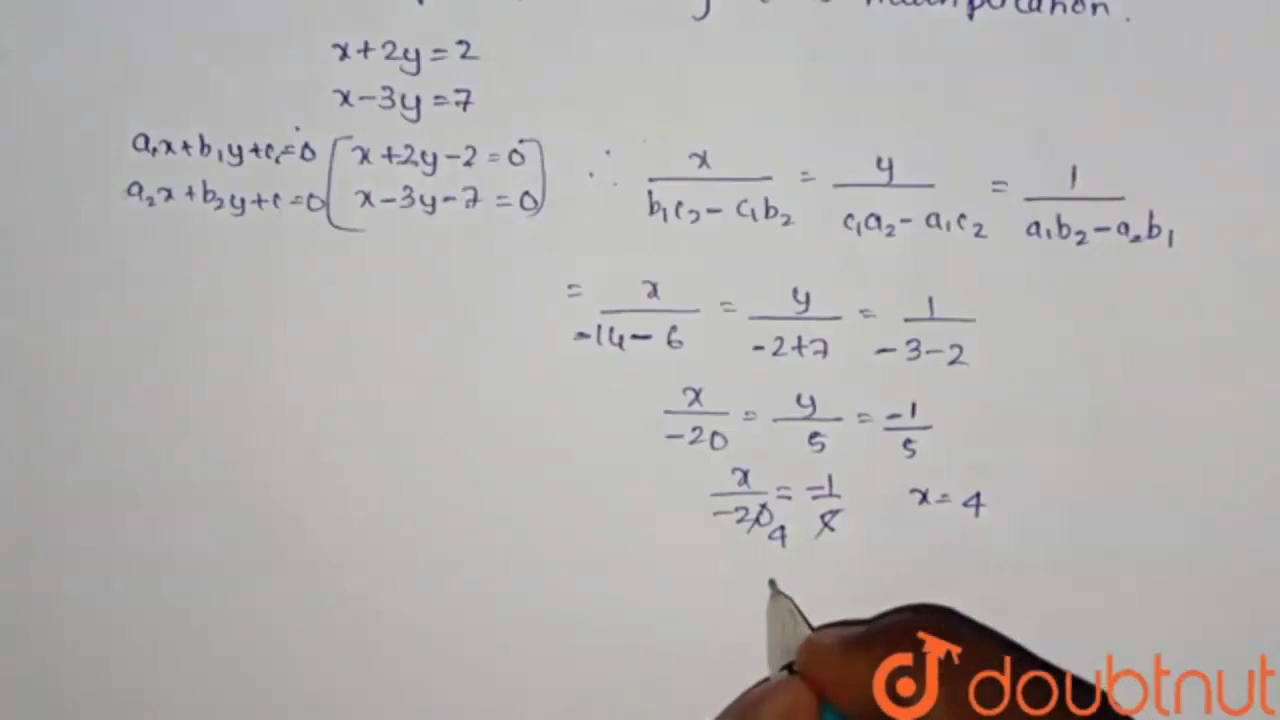 manipulation.
x+2y=2
x-3y=7
a₁x+b₁y+c₁=0 [x+2y-2=0] ∴ x/(b₁c₂-c₁b₂) = y/(c₁a₂-a₁c₂) = 1/(a₁b₂-a₂b₁)
a₂x+b₂y+c=0 [x-3y-7=0]
= x/(-14-6) = y/(-2+7) = 1/(-3-2)
x/-20 = y/5 = -1/5
x/-20 = -1/5 x=4
4
doubtnut